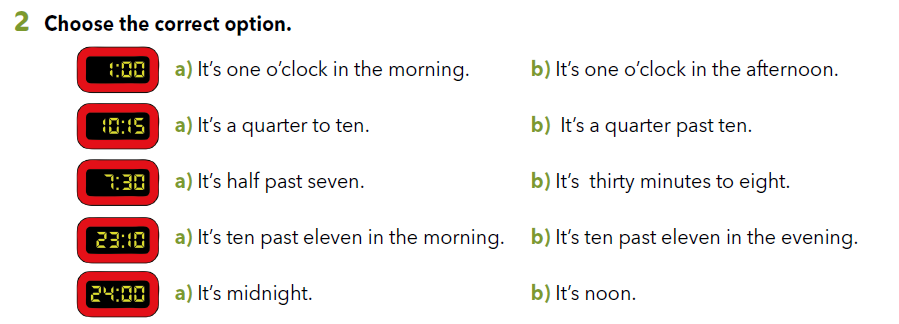 2 Choose the correct option.
1:00 a) It's one o'clock in the morning. b) It's one o'clock in the afternoon.
10:15 a) It's a quarter to ten. b) It's a quarter past ten.
7:30 a) It's half past seven. b) It's thirty minutes to eight.
23:10 a) It's ten past eleven in the morning. b) It's ten past eleven in the evening.
24:00 a) It's midnight. b) It's noon.